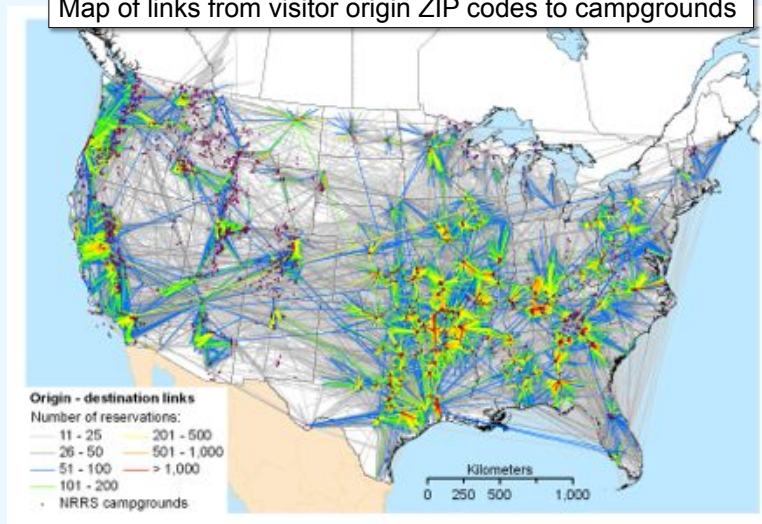 Map of links from visitor origin ZIP codes to campgrounds
Origin - destination links
Number of reservations:
11 - 25
26 - 50
51 - 100
101 - 200
201 - 500
501 - 1,000
> 1,000
NRRS campgrounds
Kilometers
0 250 500 1,000